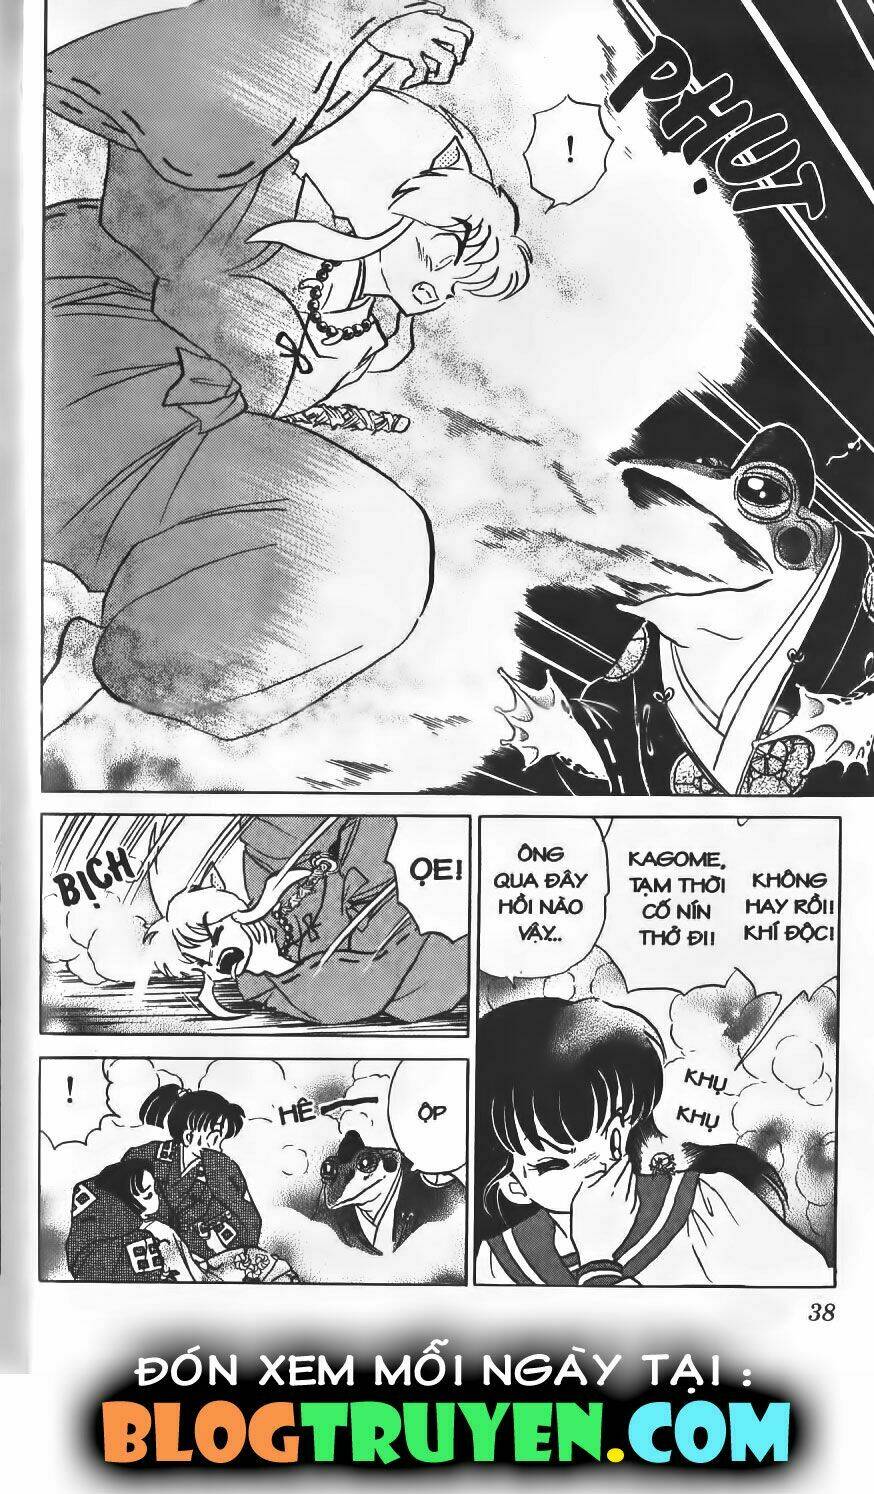 !
PHỤT
KHÔNG
HAY RỒI!
KHÍ ĐỘC!
KAGOME,
TẠM THỜI
CỐ NÍN
THỞ ĐI!
ÔNG
QUA ĐÂY
HỒI NÀO
VẬY...
KHỤ
KHỤ
ỌE!
BỊCH
ỘP
HÊ
!
38
ĐÓN XEM MỖI NGÀY TẠI :
BLOGTRUYEN.COM